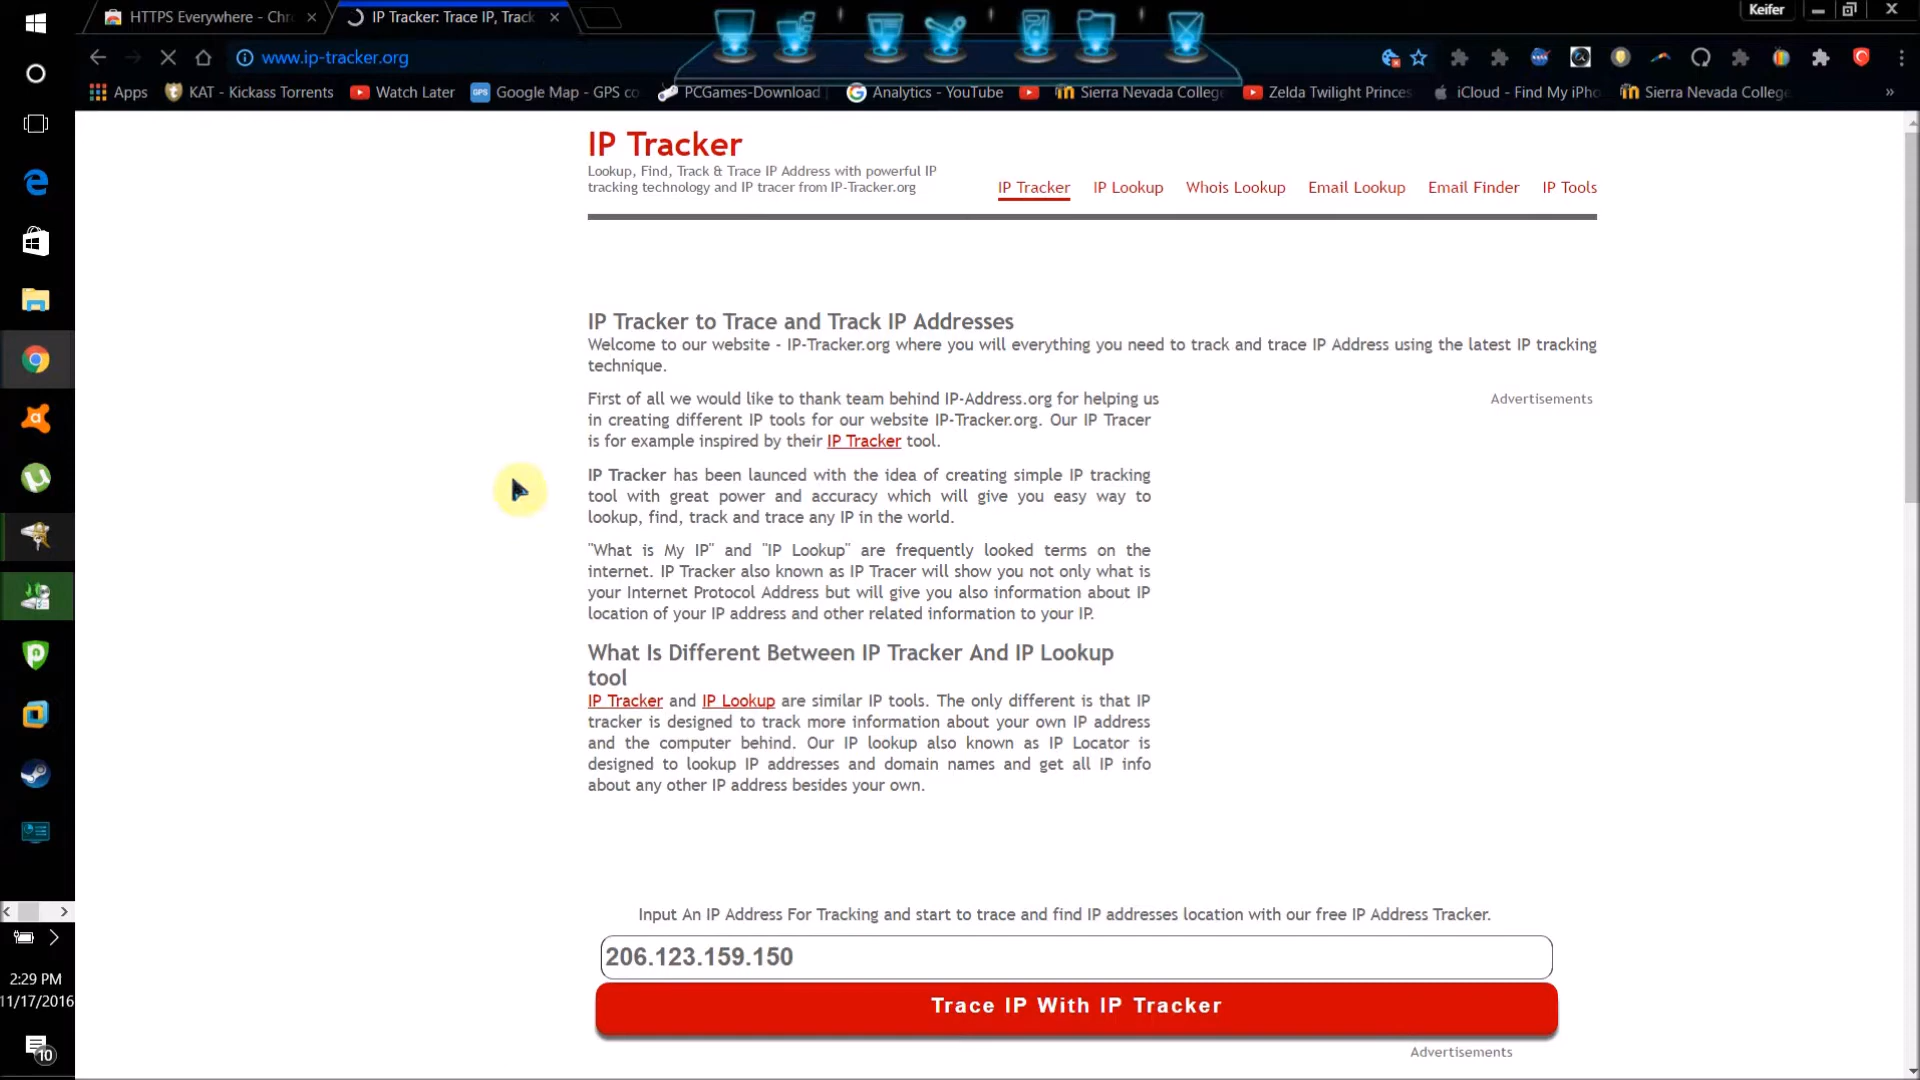 HTTPS Everywhere - Chr
IP Tracker: Trace IP, Track
Keifer
www.ip-tracker.org
Apps
KAT - Kickass Torrents
Watch Later
Google Map - GPS co
PCGames-Download
Analytics - YouTube
Sierra Nevada Colleg
Zelda Twilight Princes
iCloud - Find My iPho
Sierra Nevada Colleg
»
IP Tracker
Lookup, Find, Track & Trace IP Address with powerful IP
tracking technology and IP tracer from IP-Tracker.org
IP Tracker
IP Lookup
Whois Lookup
Email Lookup
Email Finder
IP Tools
IP Tracker to Trace and Track IP Addresses
Welcome to our website - IP-Tracker.org where you will everything you need to track and trace IP Address using the latest IP tracking
technique.
First of all we would like to thank team behind IP-Address.org for helping us
in creating different IP tools for our website IP-Tracker.org. Our IP Tracer
is for example inspired by their IP Tracker tool.
Advertisements
IP Tracker has been launced with the idea of creating simple IP tracking
tool with great power and accuracy which will give you easy way to
lookup, find, track and trace any IP in the world.
"What is My IP" and "IP Lookup" are frequently looked terms on the
internet. IP Tracker also known as IP Tracer will show you not only what is
your Internet Protocol Address but will give you also information about IP
location of your IP address and other related information to your IP.
What Is Different Between IP Tracker And IP Lookup
tool
IP Tracker and IP Lookup are similar IP tools. The only different is that IP
tracker is designed to track more information about your own IP address
and the computer behind. Our IP lookup also known as IP Locator is
designed to lookup IP addresses and domain names and get all IP info
about any other IP address besides your own.
Input An IP Address For Tracking and start to trace and find IP addresses location with our free IP Address Tracker.
206.123.159.150
Trace IP With IP Tracker
Advertisements
2:29 PM
11/17/2016
10